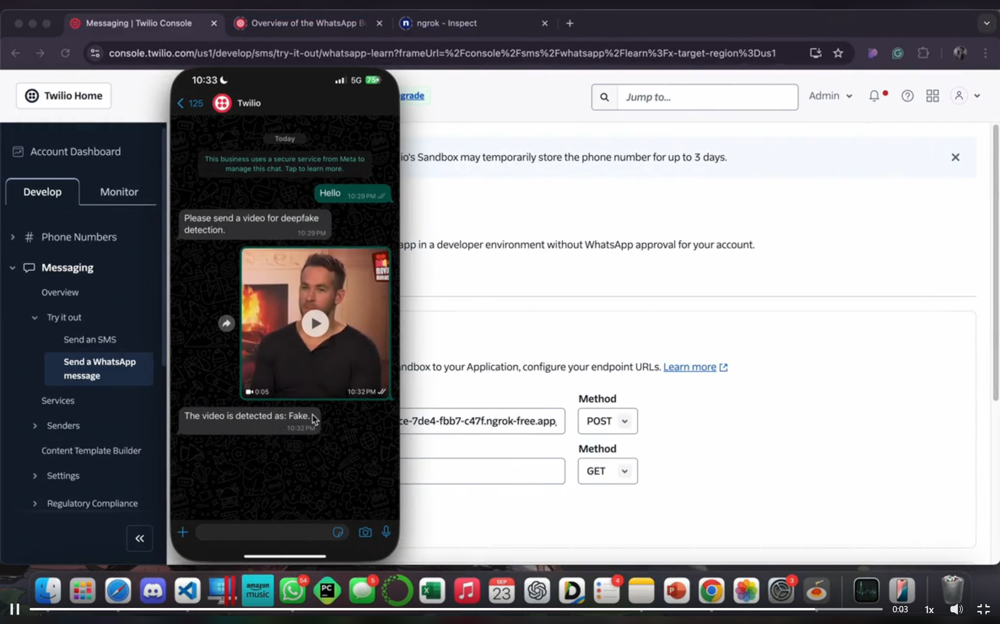 Messaging | Twilio Console
Overview of the WhatsApp Bu
ngrok - Inspect
console.twilio.com/us1/develop/sms/try-it-out/whatsapp-learn?frameUrl=%2Fconsole%2Fsms%2Fwhatsapp%2Flearn%3Fx-target-region%3Dus1
Twilio Home
grade
Jump to...
Admin
10:33
5G
75
125
Twilio
Today
This business uses a secure service from Meta to
manage this chat. Tap to learn more.
Hello
10:29 PM
Please send a video for deepfake
detection.
10:29 PM
0:05
10:32 PM
The video is detected as: Fake.
10:32 PM
Account Dashboard
Develop
Monitor
# Phone Numbers
Messaging
Overview
Try it out
Send an SMS
Send a WhatsApp
message
Services
Senders
Content Template Builder
Settings
Regulatory Compliance
io's Sandbox may temporarily store the phone number for up to 3 days.
app in a developer environment without WhatsApp approval for your account.
ndbox to your Application, configure your endpoint URLs. Learn more
Method
ce-7de4-fbb7-c47f.ngrok-free.app,
POST
Method
GET
amazon
music
54
PC
5
SEP
23
4
3
0:03
1x